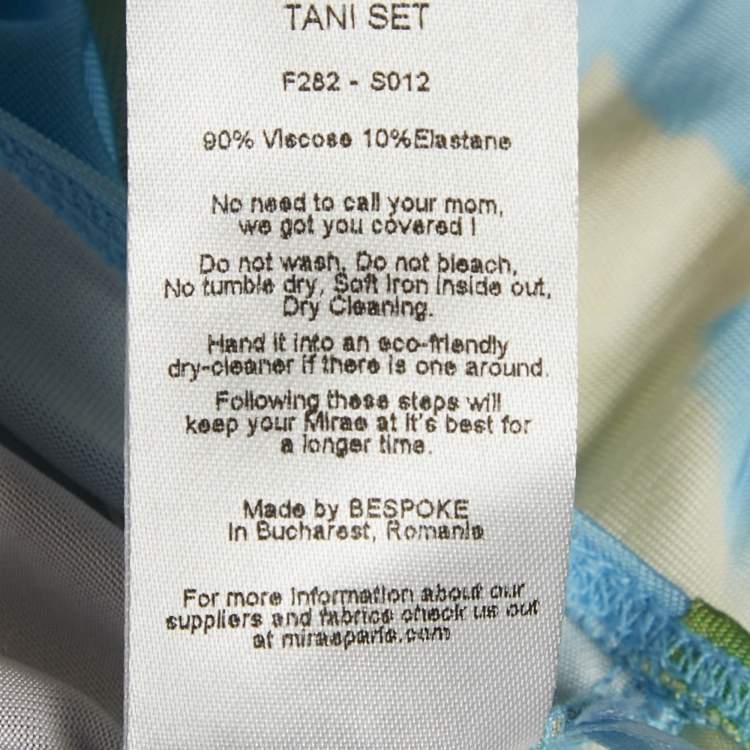 TANI SET
F282 - S012
90% Viscose 10%Elastane
No need to call your mom,
we got you covered !
Do not wash, Do not bleach,
No tumble dry, Soft Iron inside out,
Dry Cleaning.
Hand it into an eco-friendly
dry-cleaner if there is one around.
Following these steps will
keep your Mirae at it's best for
a longer time.
Made by BESPOKE
in Bucharest, Romania
For more information about our
suppliers and fabrics check us out
at miraeparis.com